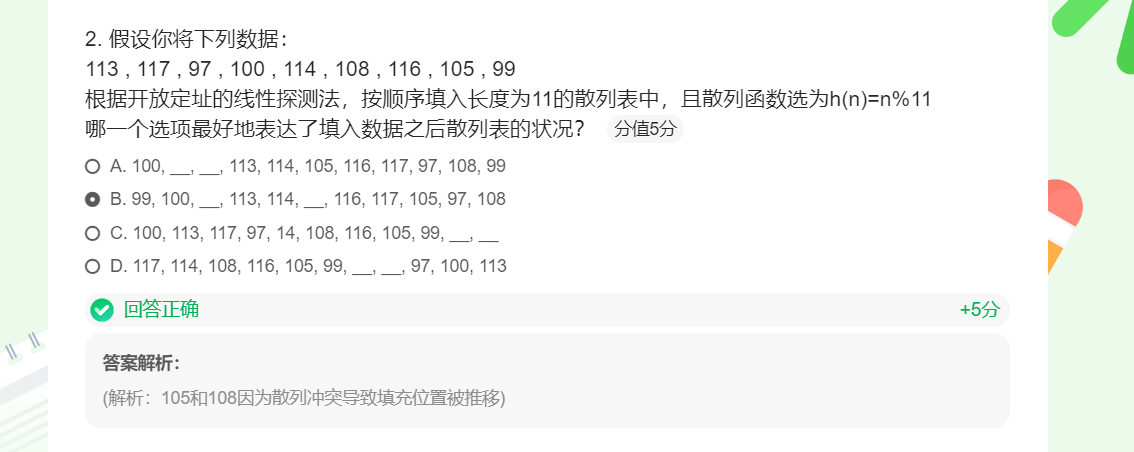 2. 假设你将下列数据：
113 , 117 , 97 , 100 , 114 , 108 , 116 , 105 , 99
根据开放定址的线性探测法，按顺序填入长度为11的散列表中，且散列函数选为h(n)=n%11
哪一个选项最好地表达了填入数据之后散列表的状况？ 分值5分
A. 100, __, __, 113, 114, 105, 116, 117, 97, 108, 99
B. 99, 100, __, 113, 114, __, 116, 117, 105, 97, 108
C. 100, 113, 117, 97, 14, 108, 116, 105, 99, __, __
D. 117, 114, 108, 116, 105, 99, __, __, 97, 100, 113
回答正确 +5分
答案解析：
(解析：105和108因为散列冲突导致填充位置被推移)